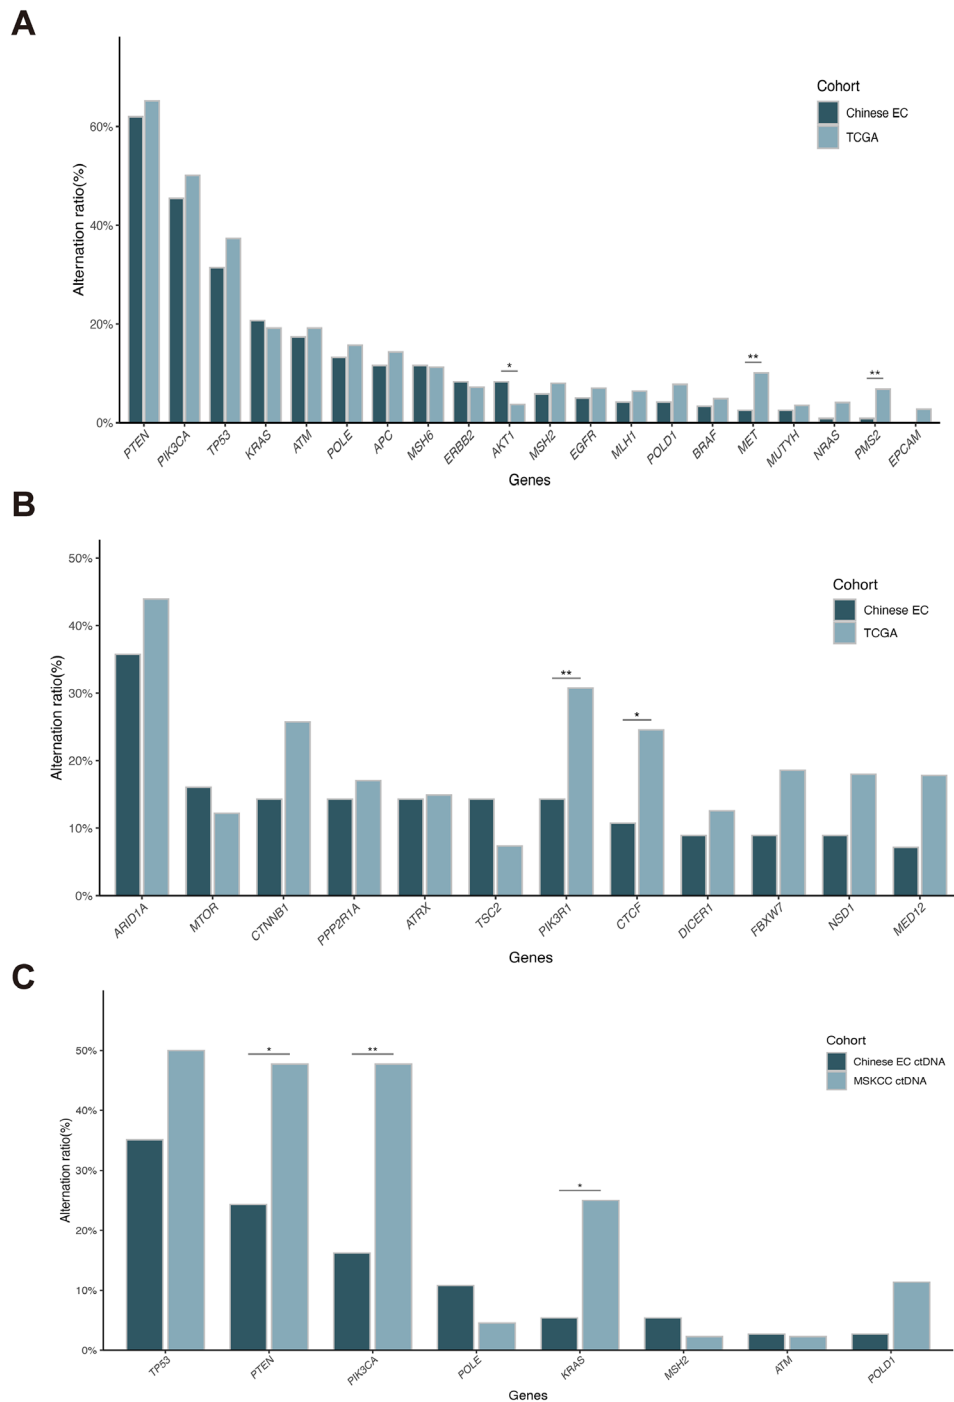 A
Cohort
Chinese EC
TCGA
Alternation ratio(%)
60%
40%
20%
0%
*
**
**
PTEN
PIK3CA
TP53
KRAS
ATM
POLE
APC
MSH6
ERBB2
AKT1
MSH2
EGFR
MLH1
POLD1
BRAF
MET
MUTYH
NRAS
PMS2
EPCAM
Genes
B
Cohort
Chinese EC
TCGA
Alternation ratio(%)
50%
40%
30%
20%
10%
0%
**
*
ARID1A
MTOR
CTNNB1
PPP2R1A
ATRX
TSC2
PIK3R1
CTCF
DICER1
FBXW7
NSD1
MED12
Genes
C
Cohort
Chinese EC ctDNA
MSKCC ctDNA
Alternation ratio(%)
50%
40%
30%
20%
10%
0%
*
**
*
TP53
PTEN
PIK3CA
POLE
KRAS
MSH2
ATM
POLD1
Genes